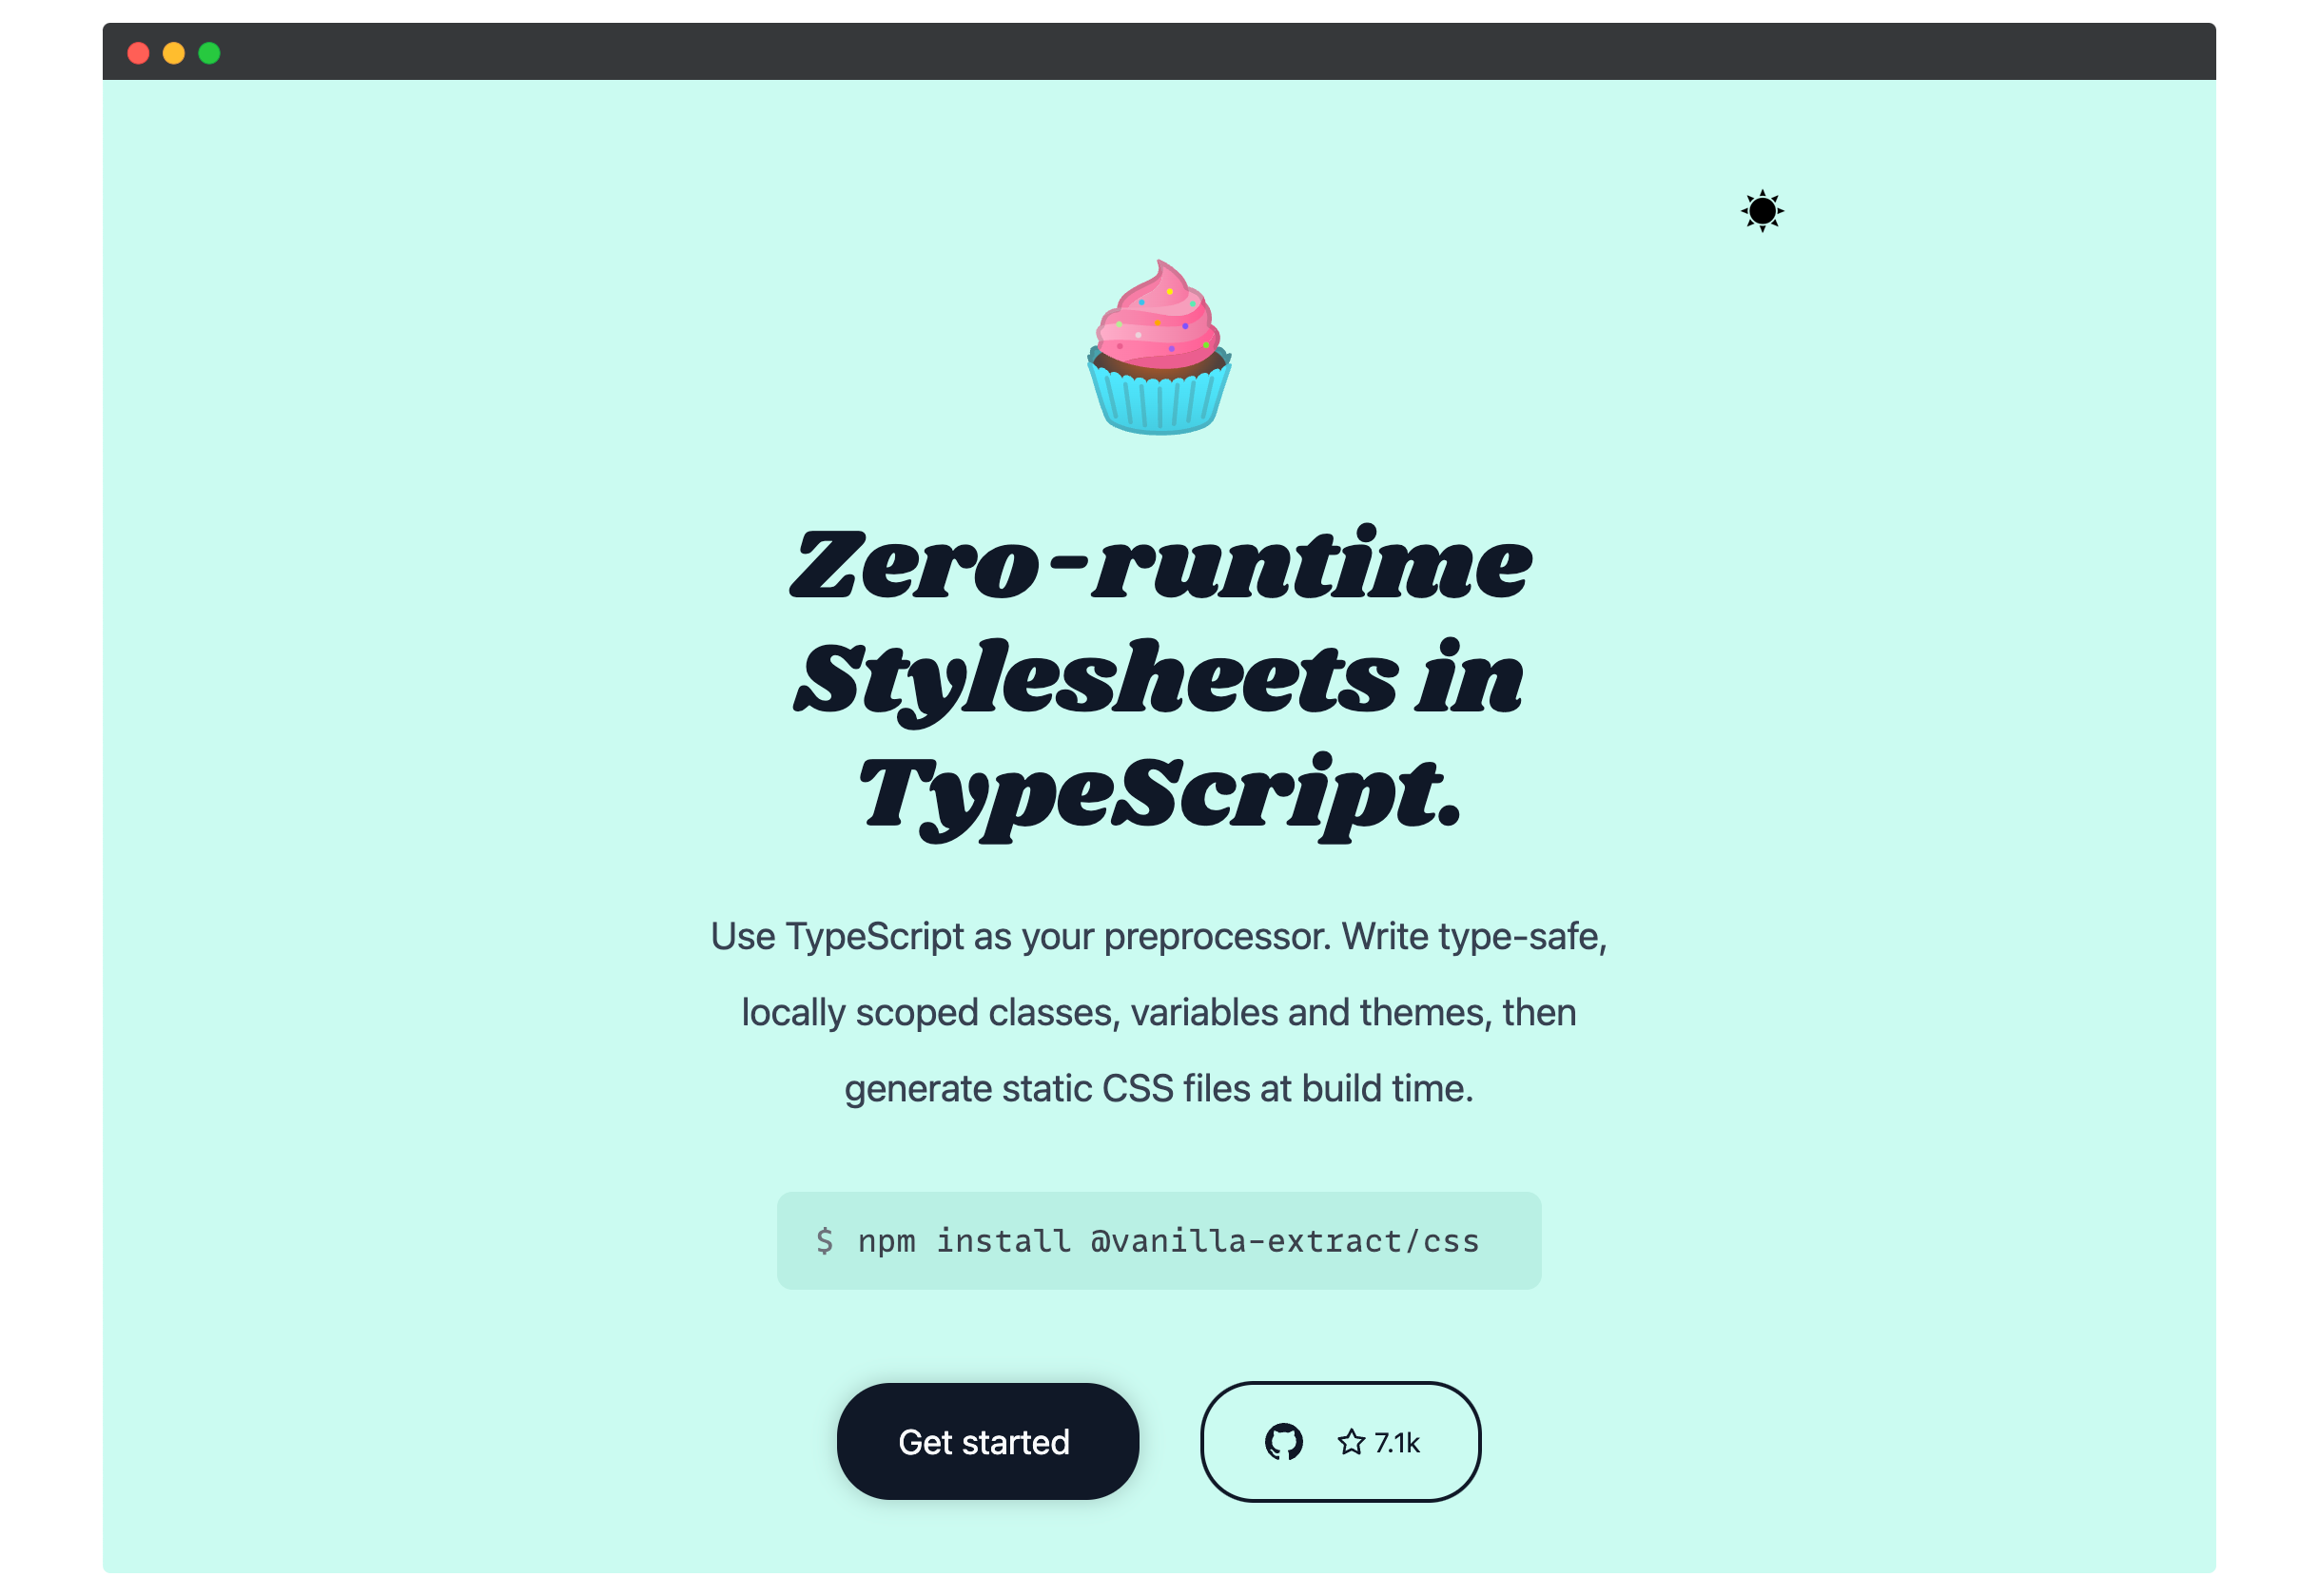 Zero-runtime
Stylesheets in
TypeScript.
Use TypeScript as your preprocessor. Write type-safe,
locally scoped classes, variables and themes, then
generate static CSS files at build time.
$ npm install @vanilla-extract/css
Get started
7.1k